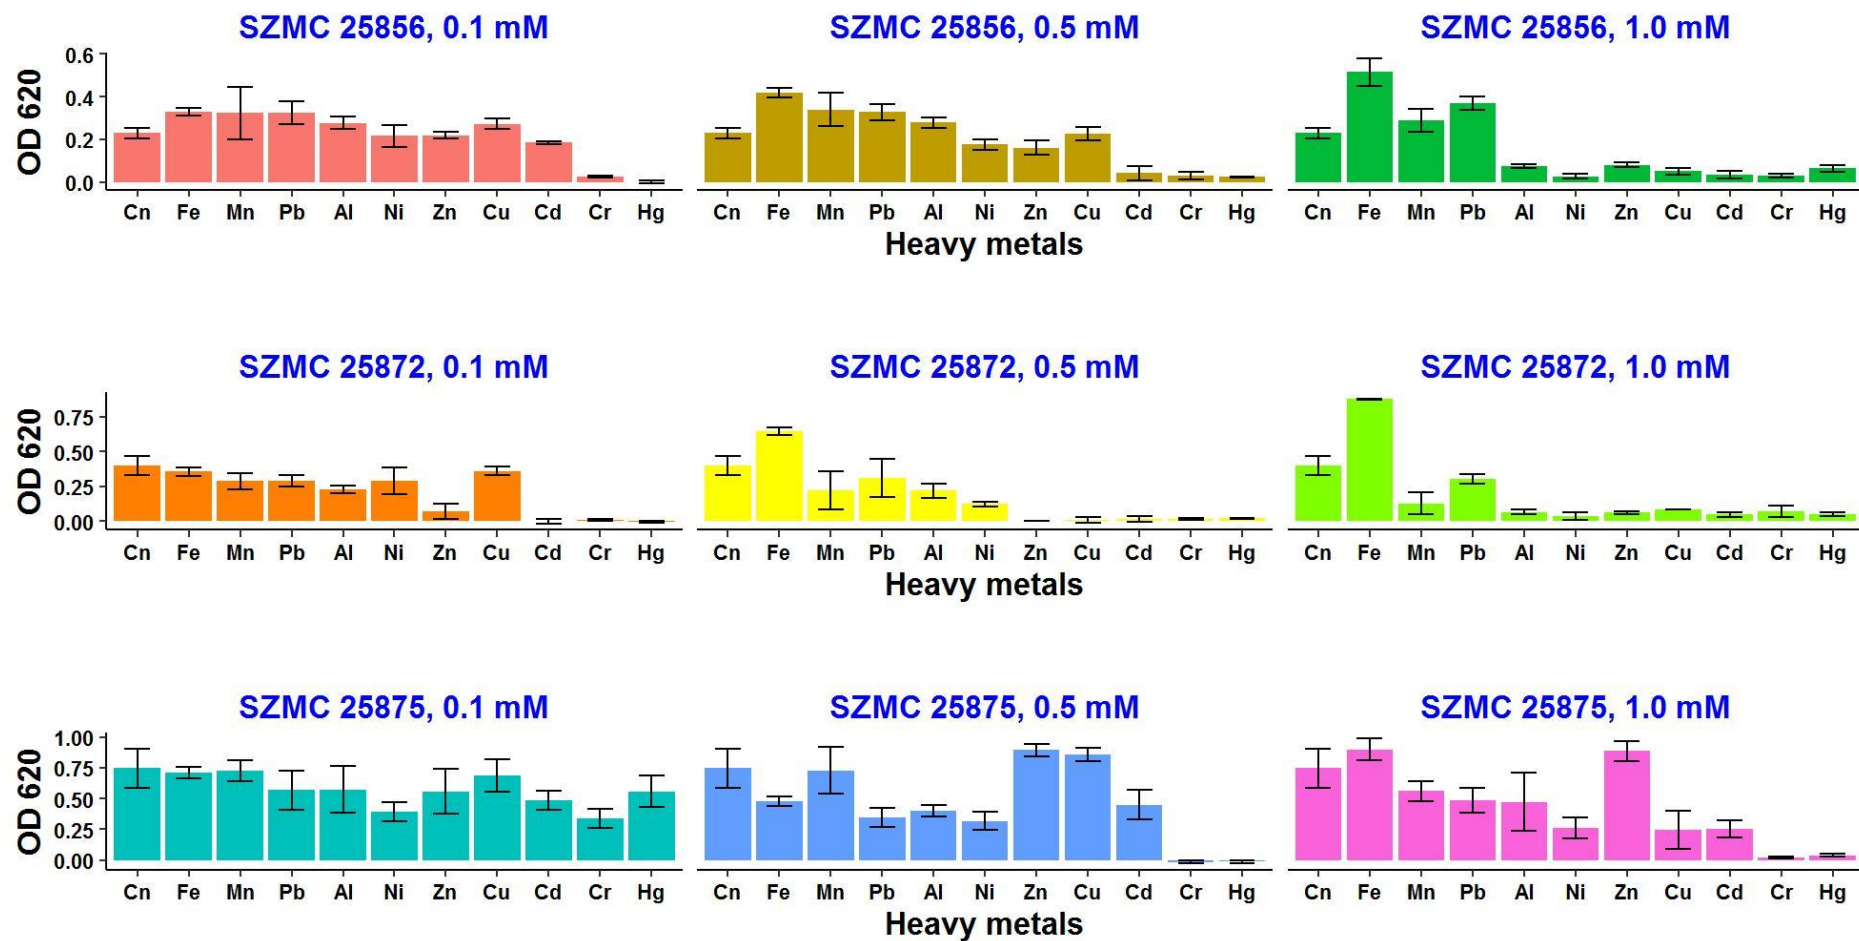 SZMC 25856, 0.1 mM SZMC 25856, 0.5 mM SZMC 25856, 1.0 mM
OD 620
0.6
0.4
0.2
0.0
Cn Fe Mn Pb Al Ni Zn Cu Cd Cr Hg Cn Fe Mn Pb Al Ni Zn Cu Cd Cr Hg Cn Fe Mn Pb Al Ni Zn Cu Cd Cr Hg
Heavy metals Heavy metals
SZMC 25872, 0.1 mM SZMC 25872, 0.5 mM SZMC 25872, 1.0 mM
OD 620
0.75
0.50
0.25
0.00
Cn Fe Mn Pb Al Ni Zn Cu Cd Cr Hg Cn Fe Mn Pb Al Ni Zn Cu Cd Cr Hg Cn Fe Mn Pb Al Ni Zn Cu Cd Cr Hg
Heavy metals
SZMC 25875, 0.1 mM SZMC 25875, 0.5 mM SZMC 25875, 1.0 mM
OD 620
1.00
0.75
0.50
0.25
0.00
Cn Fe Mn Pb Al Ni Zn Cu Cd Cr Hg Cn Fe Mn Pb Al Ni Zn Cu Cd Cr Hg Cn Fe Mn Pb Al Ni Zn Cu Cd Cr Hg
Heavy metals